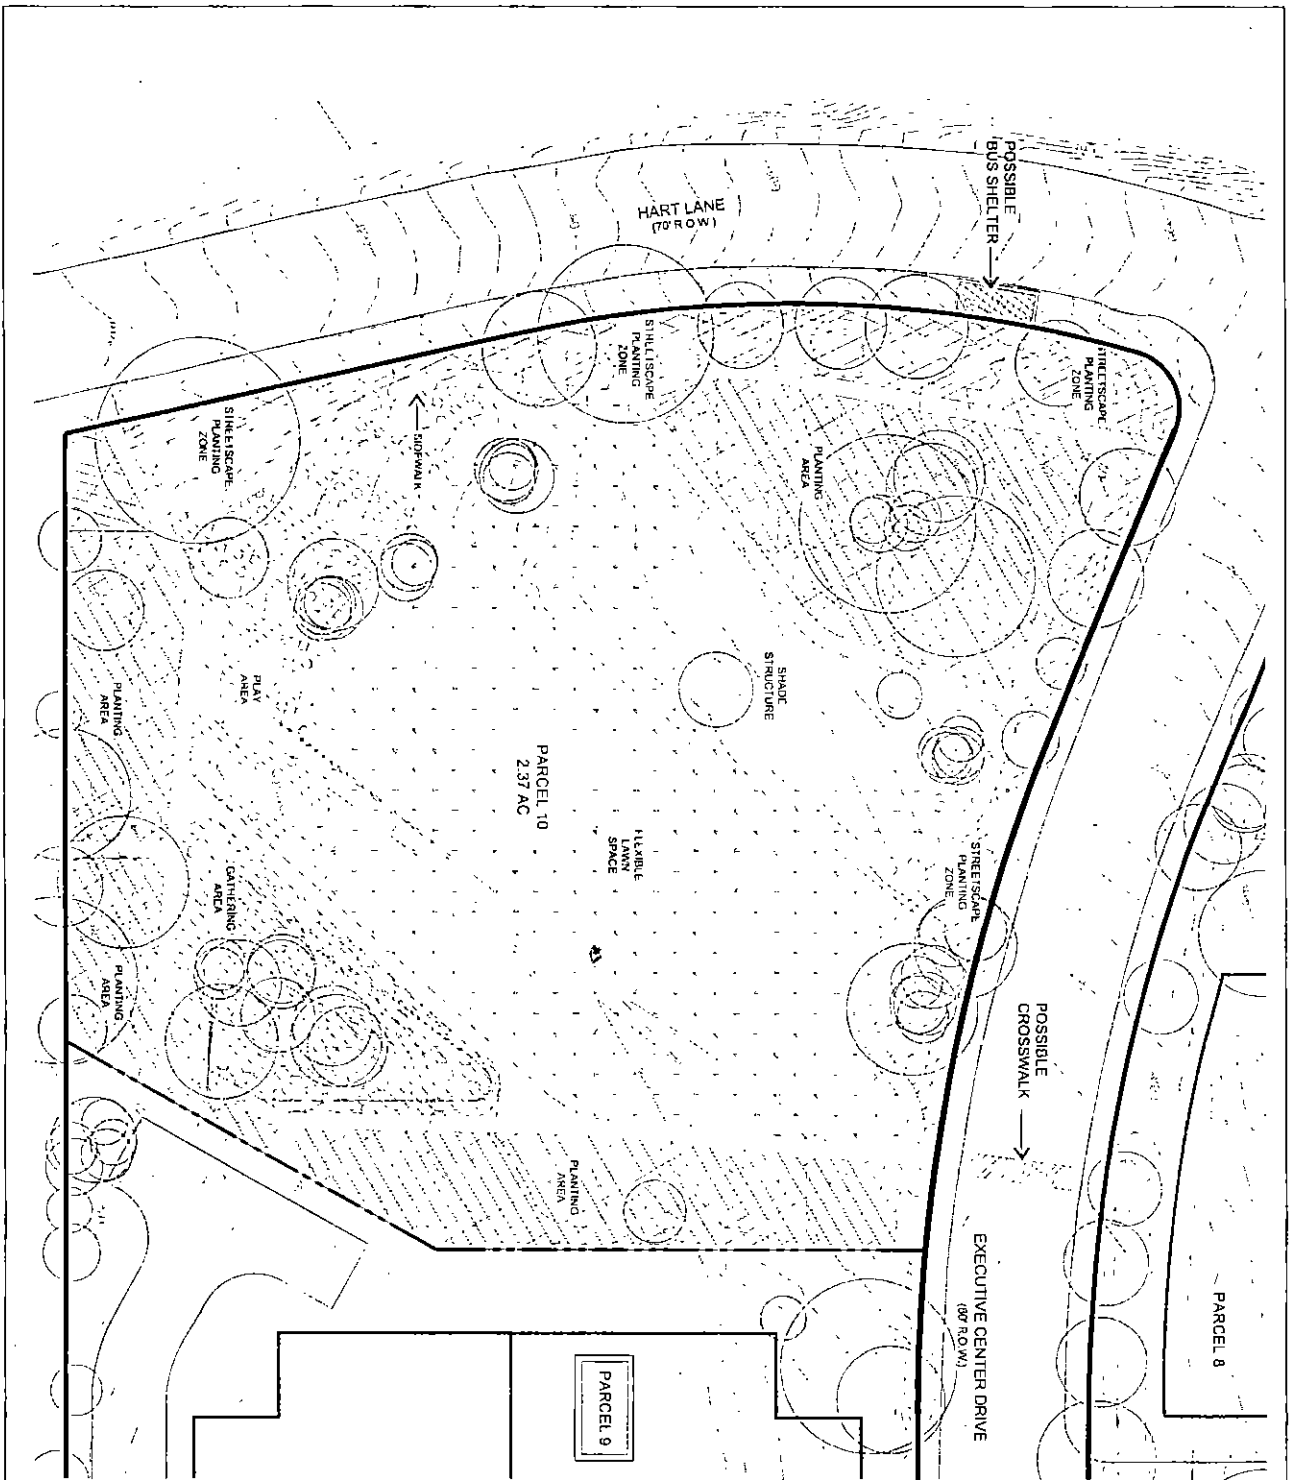 POSSIBLE
BUS SHELTER
HART LANE
(70' R.O.W.)
STREETSCAPE
PLANTING
ZONE
STREETSCAPE
PLANTING
ZONE
STREETSCAPE
PLANTING
ZONE
SIDEWALK
PLANTING
AREA
SHADE
STRUCTURE
PLAY
AREA
PLANTING
AREA
PARCEL 10
2.37 AC
FLEXIBLE
LAWN
SPACE
STREETSCAPE
PLANTING
ZONE
GATHERING
AREA
PLANTING
AREA
POSSIBLE
CROSSWALK
PLANTING
AREA
EXECUTIVE CENTER DRIVE
(80' R.O.W.)
PARCEL 8
PARCEL 9